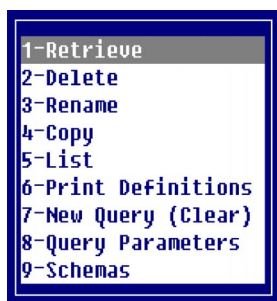 1-Retrieve
2-Delete
3-Rename
4-Copy
5-List
6-Print Definitions
7-New Query (Clear)
8-Query Parameters
9-Schemas